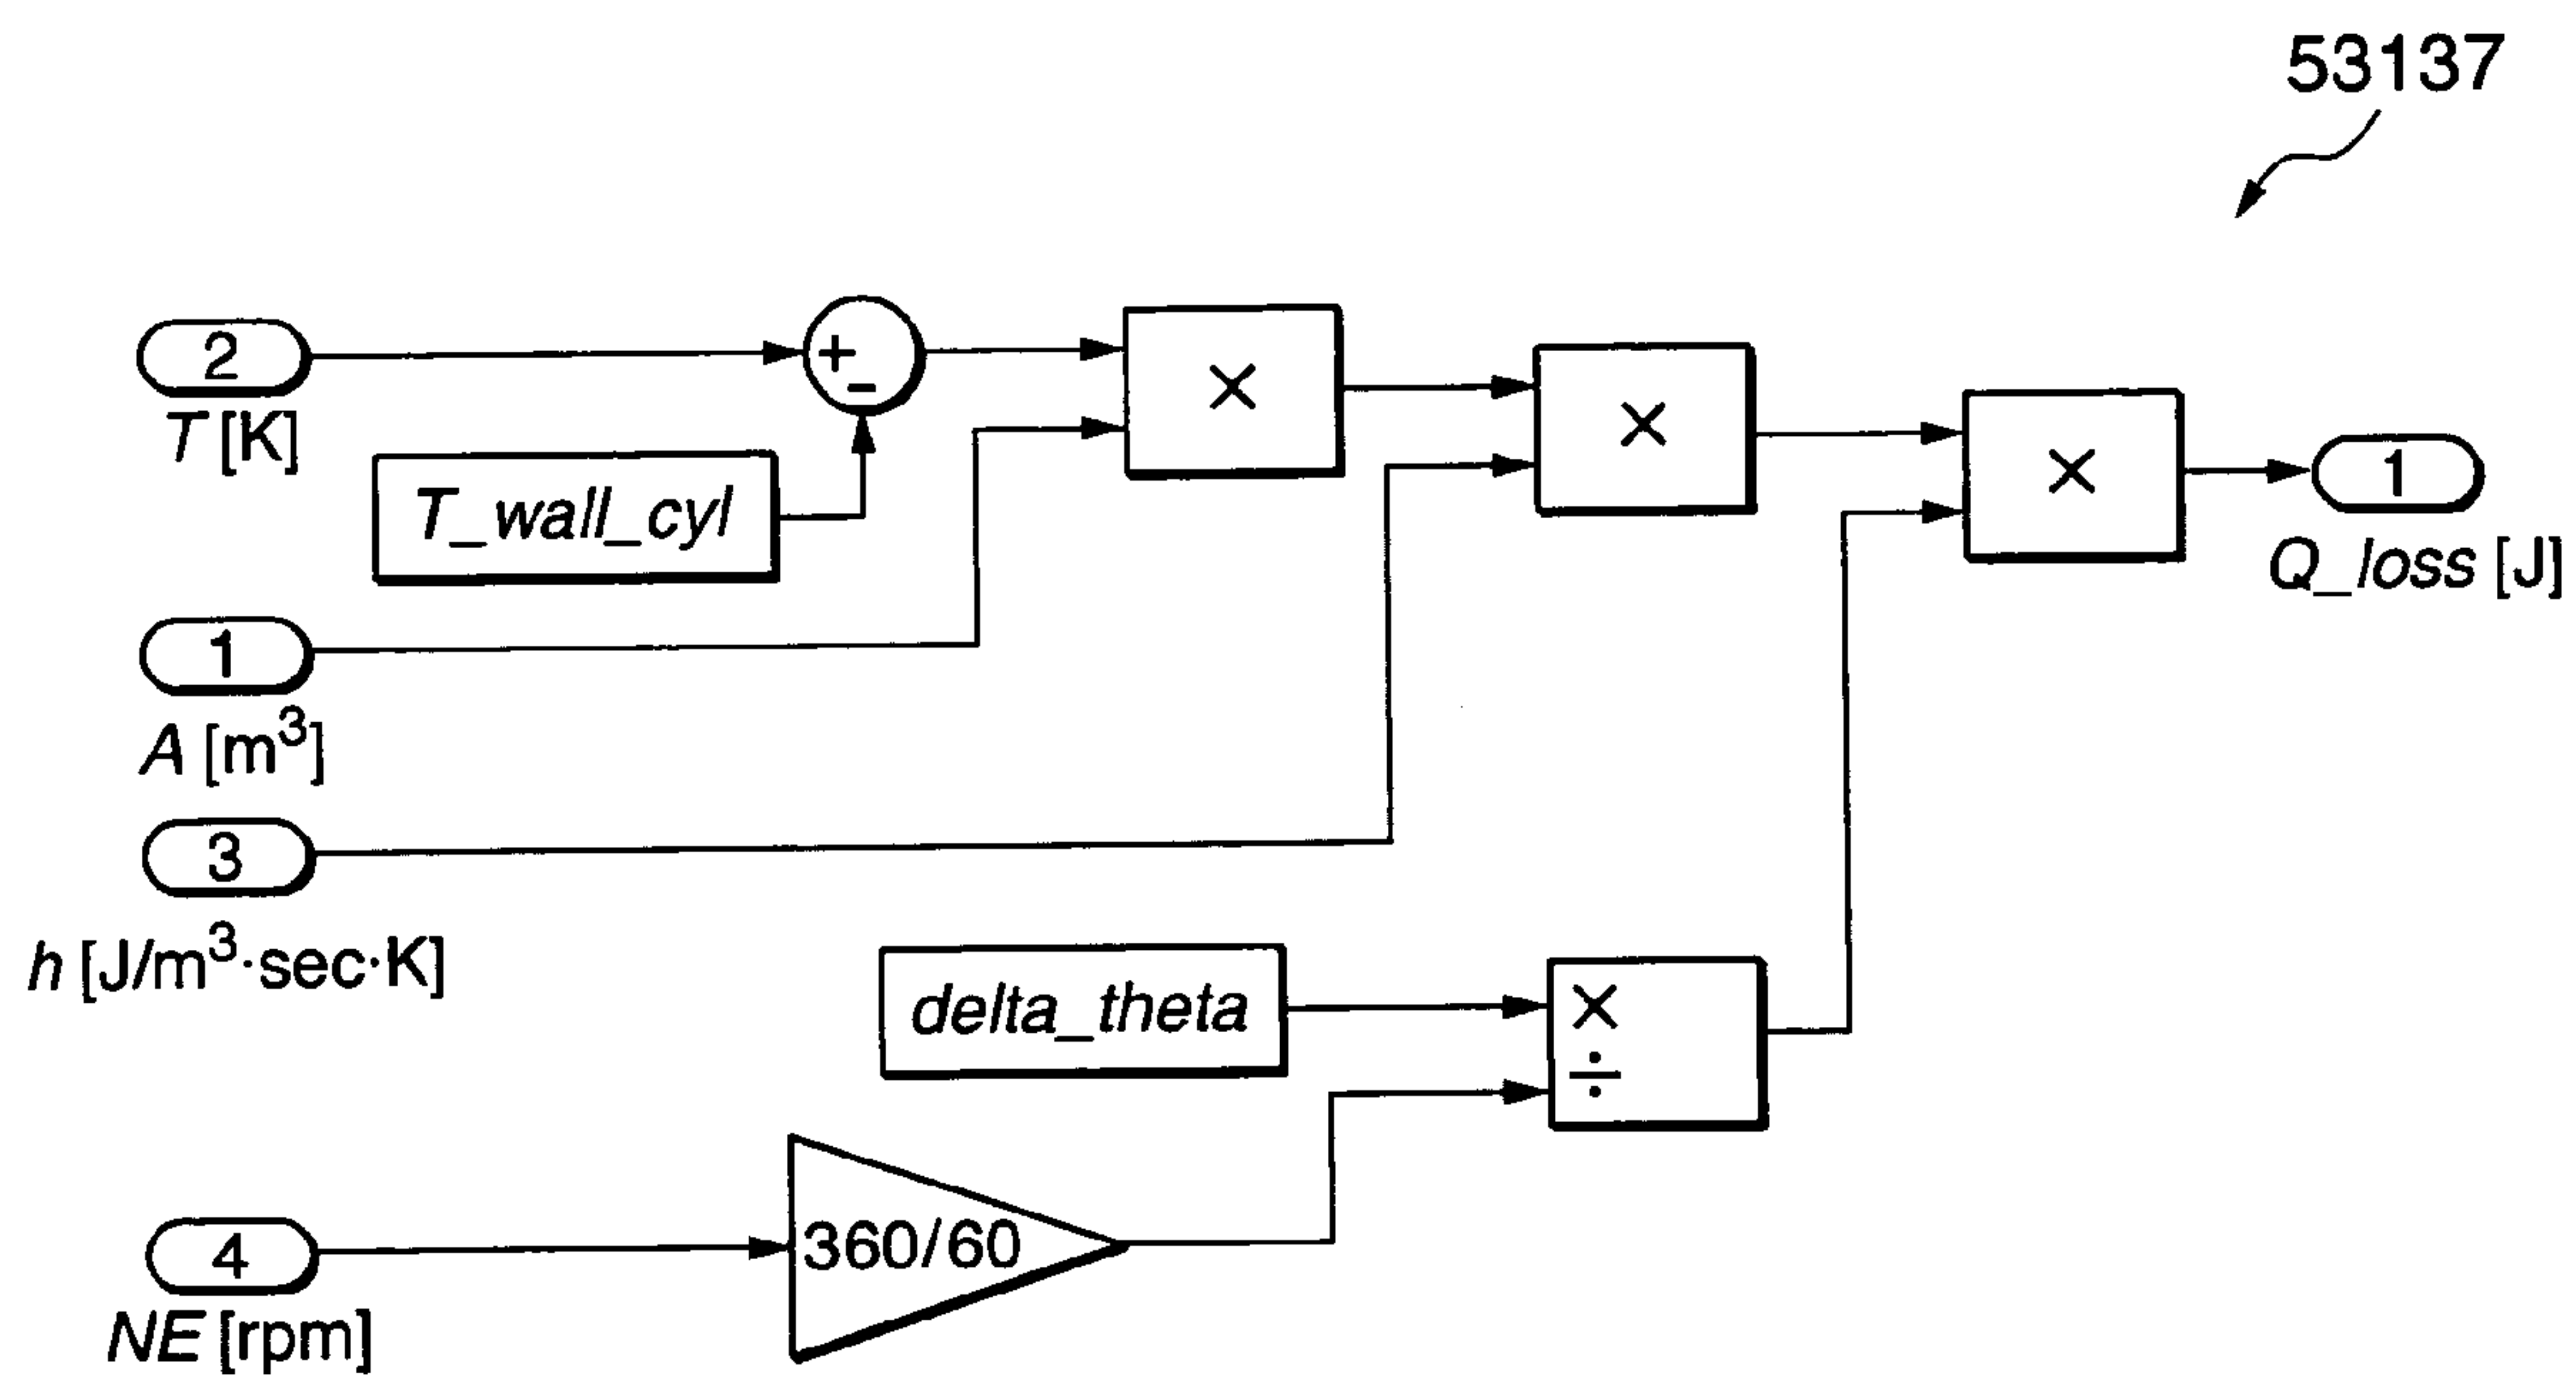 53137
2
T [K]
+
-
×
×
×
1
Q_loss [J]
T_wall_cyl
1
A [m³]
3
h [J/m³·sec·K]
delta_theta
×
÷
360/60
4
NE [rpm]